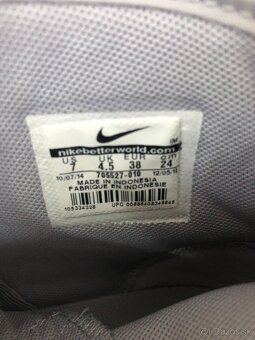 nikebetterworld.com
US UK EUR cm
7 4.5 38 24
10/07/14 705527-010 12/05/1
MADE IN INDONESIA
FABRIQUE EN INDONESIE